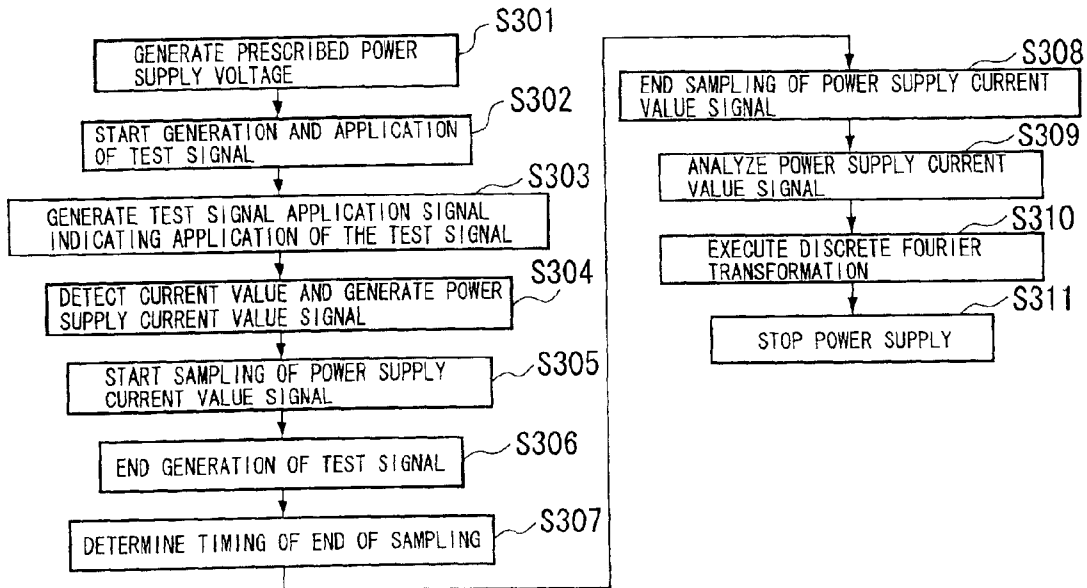 S301
GENERATE PRESCRIBED POWER
SUPPLY VOLTAGE
S302
START GENERATION AND APPLICATION
OF TEST SIGNAL
S303
GENERATE TEST SIGNAL APPLICATION SIGNAL
INDICATING APPLICATION OF THE TEST SIGNAL
S304
DETECT CURRENT VALUE AND GENERATE POWER
SUPPLY CURRENT VALUE SIGNAL
S305
START SAMPLING OF POWER SUPPLY
CURRENT VALUE SIGNAL
S306
END GENERATION OF TEST SIGNAL
S307
DETERMINE TIMING OF END OF SAMPLING
S308
END SAMPLING OF POWER SUPPLY CURRENT
VALUE SIGNAL
S309
ANALYZE POWER SUPPLY CURRENT
VALUE SIGNAL
S310
EXECUTE DISCRETE FOURIER
TRANSFORMATION
S311
STOP POWER SUPPLY